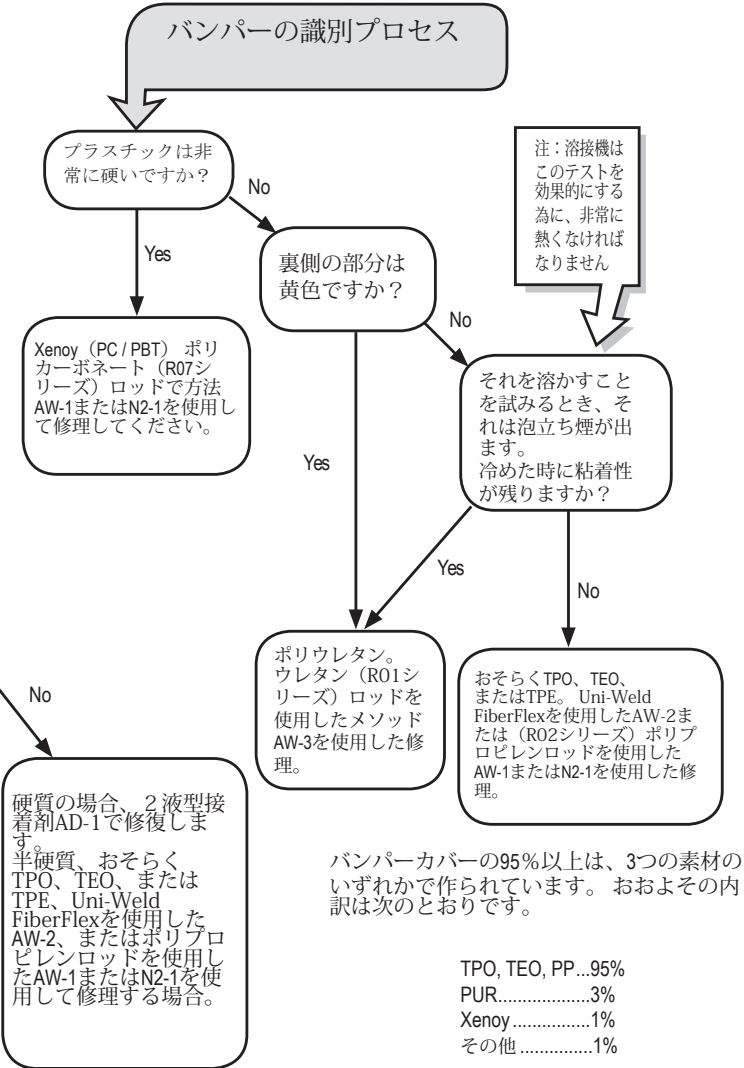 バンパーの識別プロセス
プラスチックは非
常に硬いですか？
No
Yes
注：溶接機は
このテストを
効果的にする
為に、非常に
熱くなければ
なりません
裏側の部分は
黄色ですか？
No
Yes
Xenoy（PC / PBT） ポリ
カーボネート（R07シ
リーズ）ロッドで方法
AW-1またはN2-1を使用し
て修理してください。
それを溶かすこと
を試みるとき、そ
れは泡立ち煙が出
ます。
冷めた時に粘着性
が残りますか？
Yes
No
ポリウレタン。
ウレタン（R01シ
リーズ）ロッドを
使用したメソッド
AW-3を使用した修
理。
おそらくTPO、TEO、
またはTPE。 Uni-Weld
FiberFlexを使用したAW-2ま
たは（R02シリーズ）ポリプ
ロピレンロッドを使用した
AW-1またはN2-1を使用した修
理。
No
硬質の場合、２液型接
着剤AD-1で修復しま
す。
半硬質、おそらく
TPO、TEO、または
TPE、Uni-Weld
FiberFlexを使用した
AW-2、またはポリプロ
ピレンロッドを使用し
たAW-1またはN2-1を使
用して修理する場合。
バンパーカバーの95％以上は、3つの素材の
いずれかで作られています。 おおよその内
訳は次のとおりです。
TPO, TEO, PP...95%
PUR...................3%
Xenoy ................1%
その他 ...............1%